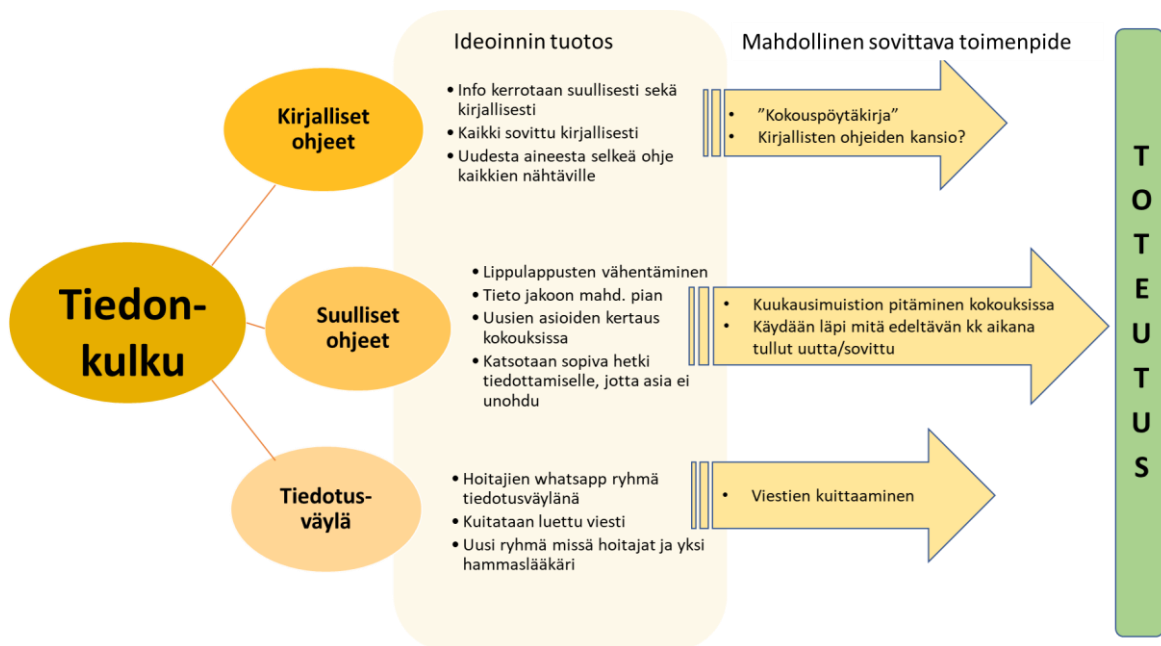 Ideoinnin tuotos
Mahdollinen sovittava toimenpide
Tiedon-
kulku
Kirjalliset
ohjeet
• Info kerrotaan suullisesti sekä
kirjallisesti
• Kaikki sovittu kirjallisesti
• Uudesta aineesta selkeä ohje
kaikkien nähtäville
• ”Kokouspöytäkirja”
• Kirjallisten ohjeiden kansio?
Suulliset
ohjeet
• Lippulappusten vähentäminen
• Tieto jakoon mahd. pian
• Uusien asioiden kertaus
kokouksissa
• Katsotaan sopiva hetki
tiedottamiselle, jotta asia ei
unohdu
• Kuukausimuistion pitäminen kokouksissa
• Käydään läpi mitä edeltävän kk aikana
tullut uutta/sovittu
Tiedotus-
väylä
• Hoitajien whatsapp ryhmä
tiedotusväylänä
• Kuitataan luettu viesti
• Uusi ryhmä missä hoitajat ja yksi
hammaslääkäri
• Viestien kuittaaminen
T
O
T
E
U
T
U
S